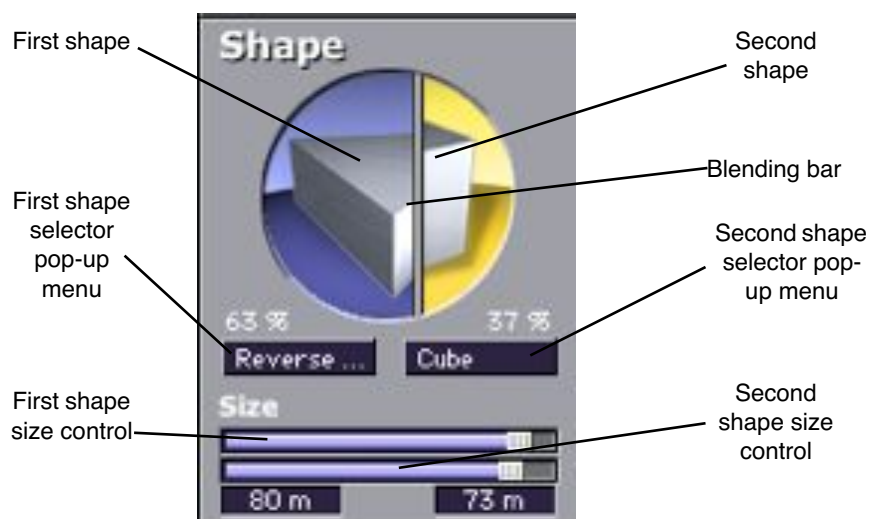 First shape
Shape
Second
shape
Blending bar
First shape
selector
pop-up
menu
Second shape
selector pop-
up menu
63 %
37 %
Reverse ...
Cube
First shape
size control
Size
Second
shape size
control
80 m
73 m